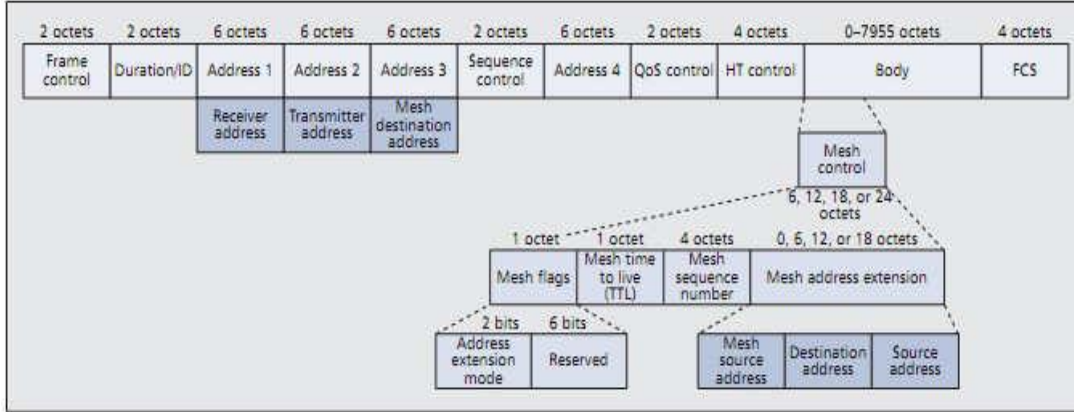 2 octets 2 octets 6 octets 6 octets 6 octets 2 octets 6 octets 2 octets 4 octets 0–7955 octets 4 octets
Frame control Duration/ID Address 1 Address 2 Address 3 Sequence control Address 4 QoS control HT control Body FCS
Receiver address Transmitter address Mesh destination address
Mesh control
6, 12, 18, or 24 octets
1 octet 1 octet 4 octets 0, 6, 12, or 18 octets
Mesh flags Mesh time to live (TTL) Mesh sequence number Mesh address extension
2 bits 6 bits
Address extension mode Reserved
Mesh source address Destination address Source address